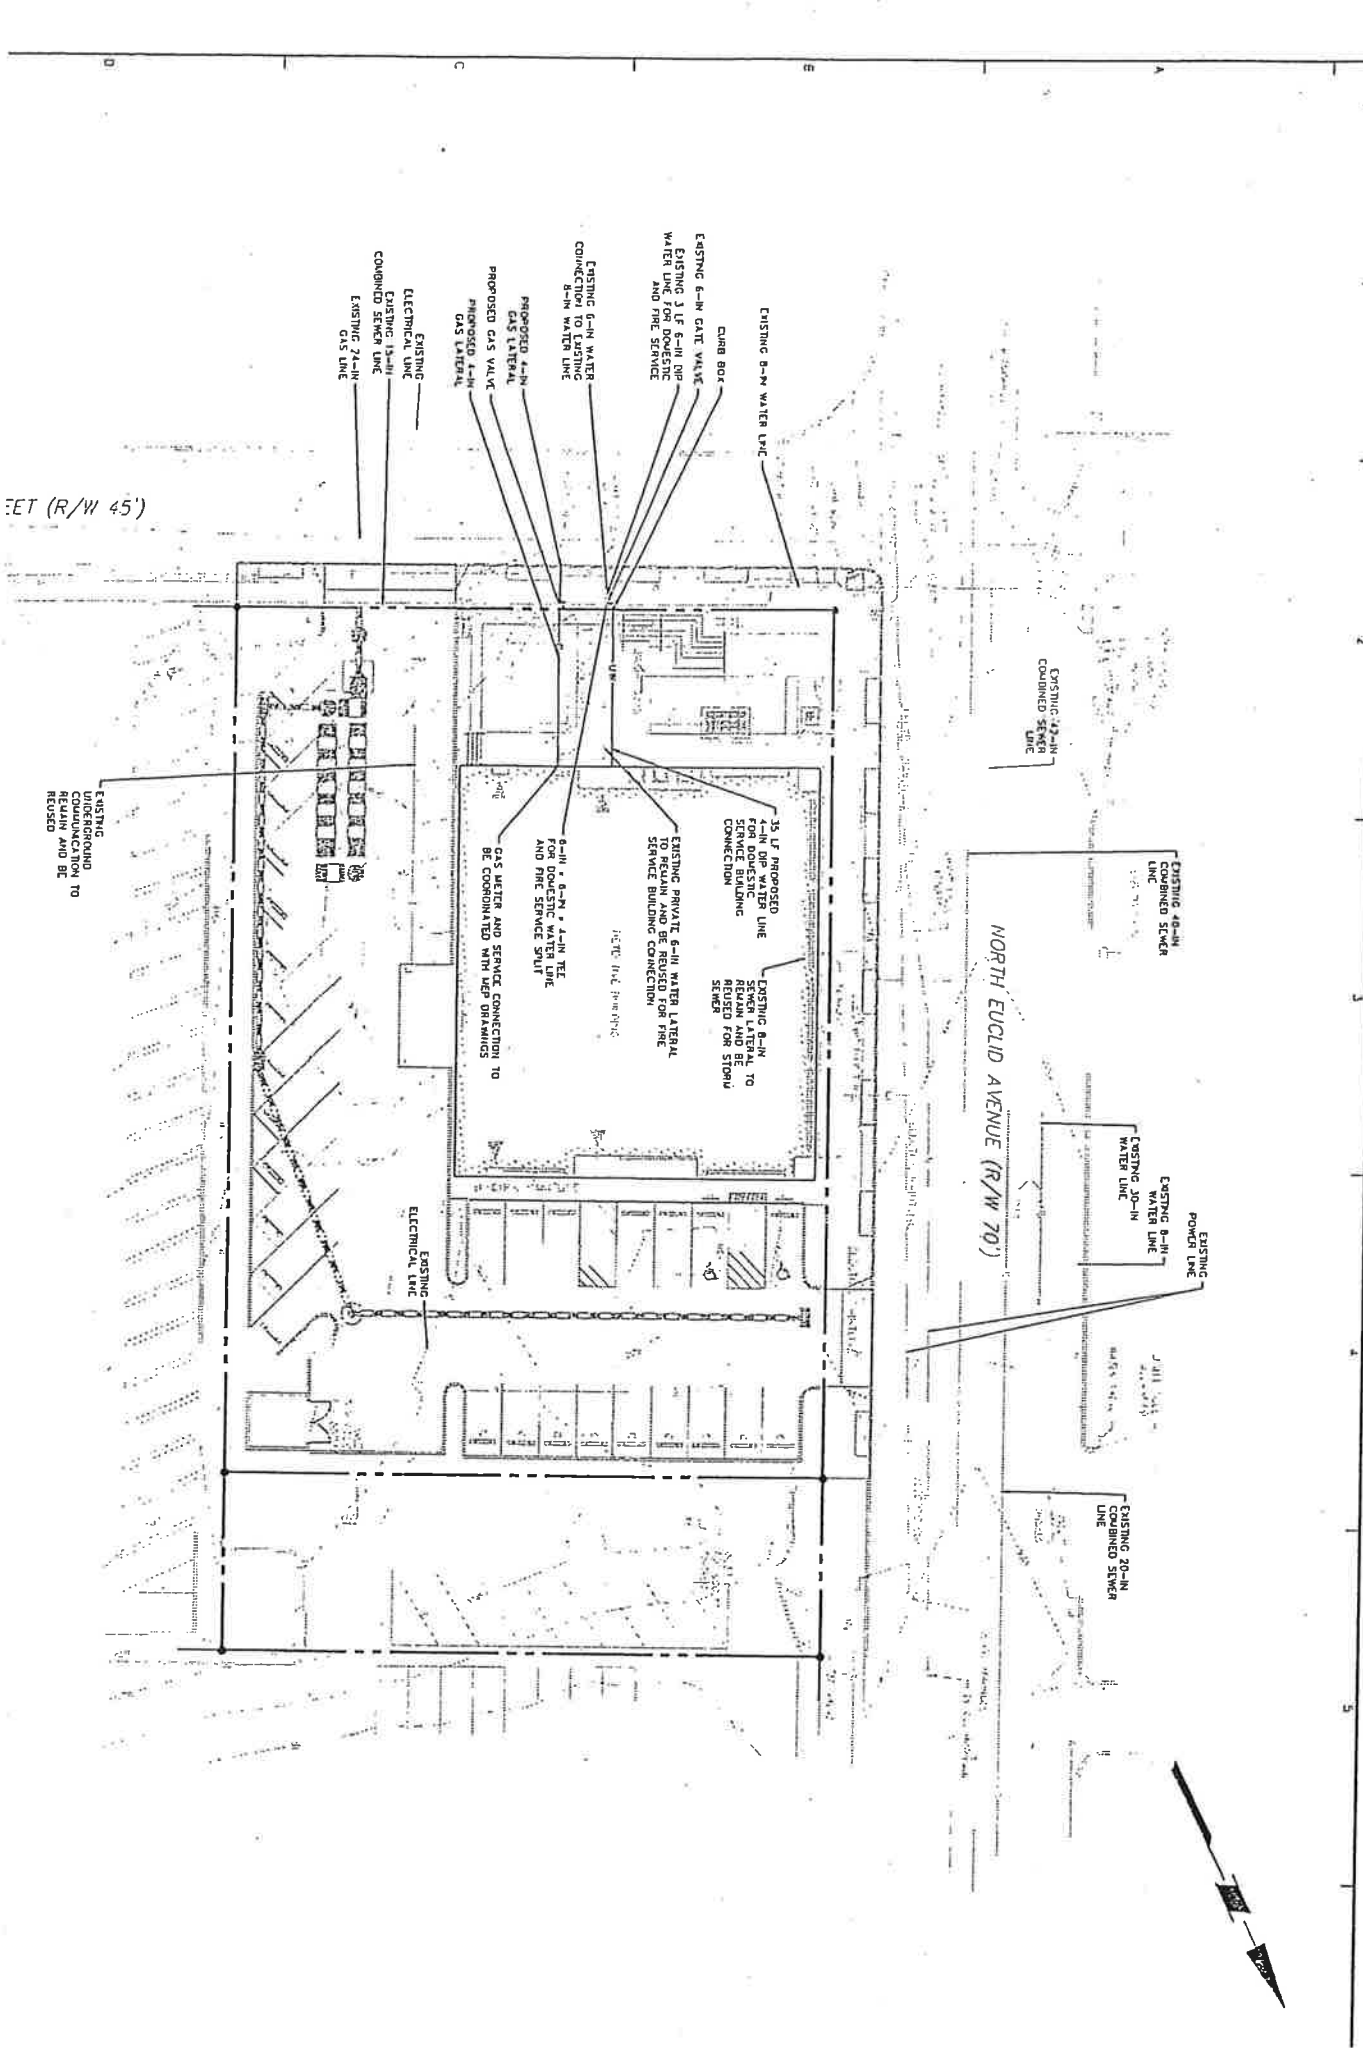 D
C
B
A
2
3
4
5
EXISTING 8-IN WATER LINE
CURB BOX
EXISTING 6-IN GATE VALVE
EXISTING 3 LF 6-IN DIP
WATER LINE FOR DOMESTIC
AND FIRE SERVICE
EXISTING 6-IN WATER
CONNECTION TO EXISTING
8-IN WATER LINE
PROPOSED 4-IN
GAS LATERAL
PROPOSED GAS VALVE
PROPOSED 4-IN
GAS LATERAL
EXISTING
ELECTRICAL LINE
EXISTING 15-IN
COMBINED SEWER LINE
EXISTING 24-IN
GAS LINE
EET (R/W 45')
EXISTING 42-IN
COMBINED SEWER
LINE
EXISTING 48-IN
COMBINED SEWER
LINE
NORTH EUCLID AVENUE (R/W 70')
EXISTING 30-IN
WATER LINE
EXISTING 8-IN
WATER LINE
EXISTING
POWER LINE
EXISTING 20-IN
COMBINED SEWER
LINE
35 LF PROPOSED
4-IN DIP WATER LINE
FOR DOMESTIC
SERVICE BUILDING
CONNECTION
EXISTING 8-IN
SEWER LATERAL TO
REMAIN AND BE
REUSED FOR STORM
SEWER
EXISTING PRIVATE 6-IN WATER LATERAL
TO REMAIN AND BE REUSED FOR FIRE
SERVICE BUILDING CONNECTION
6-IN x 6-IN x 4-IN TEE
FOR DOMESTIC WATER LINE
AND FIRE SERVICE SPLIT
GAS METER AND SERVICE CONNECTION TO
BE COORDINATED WITH MEP DRAWINGS
EXISTING
UNDERGROUND
COMMUNICATION TO
REMAIN AND BE
REUSED
EXISTING
ELECTRICAL LINE